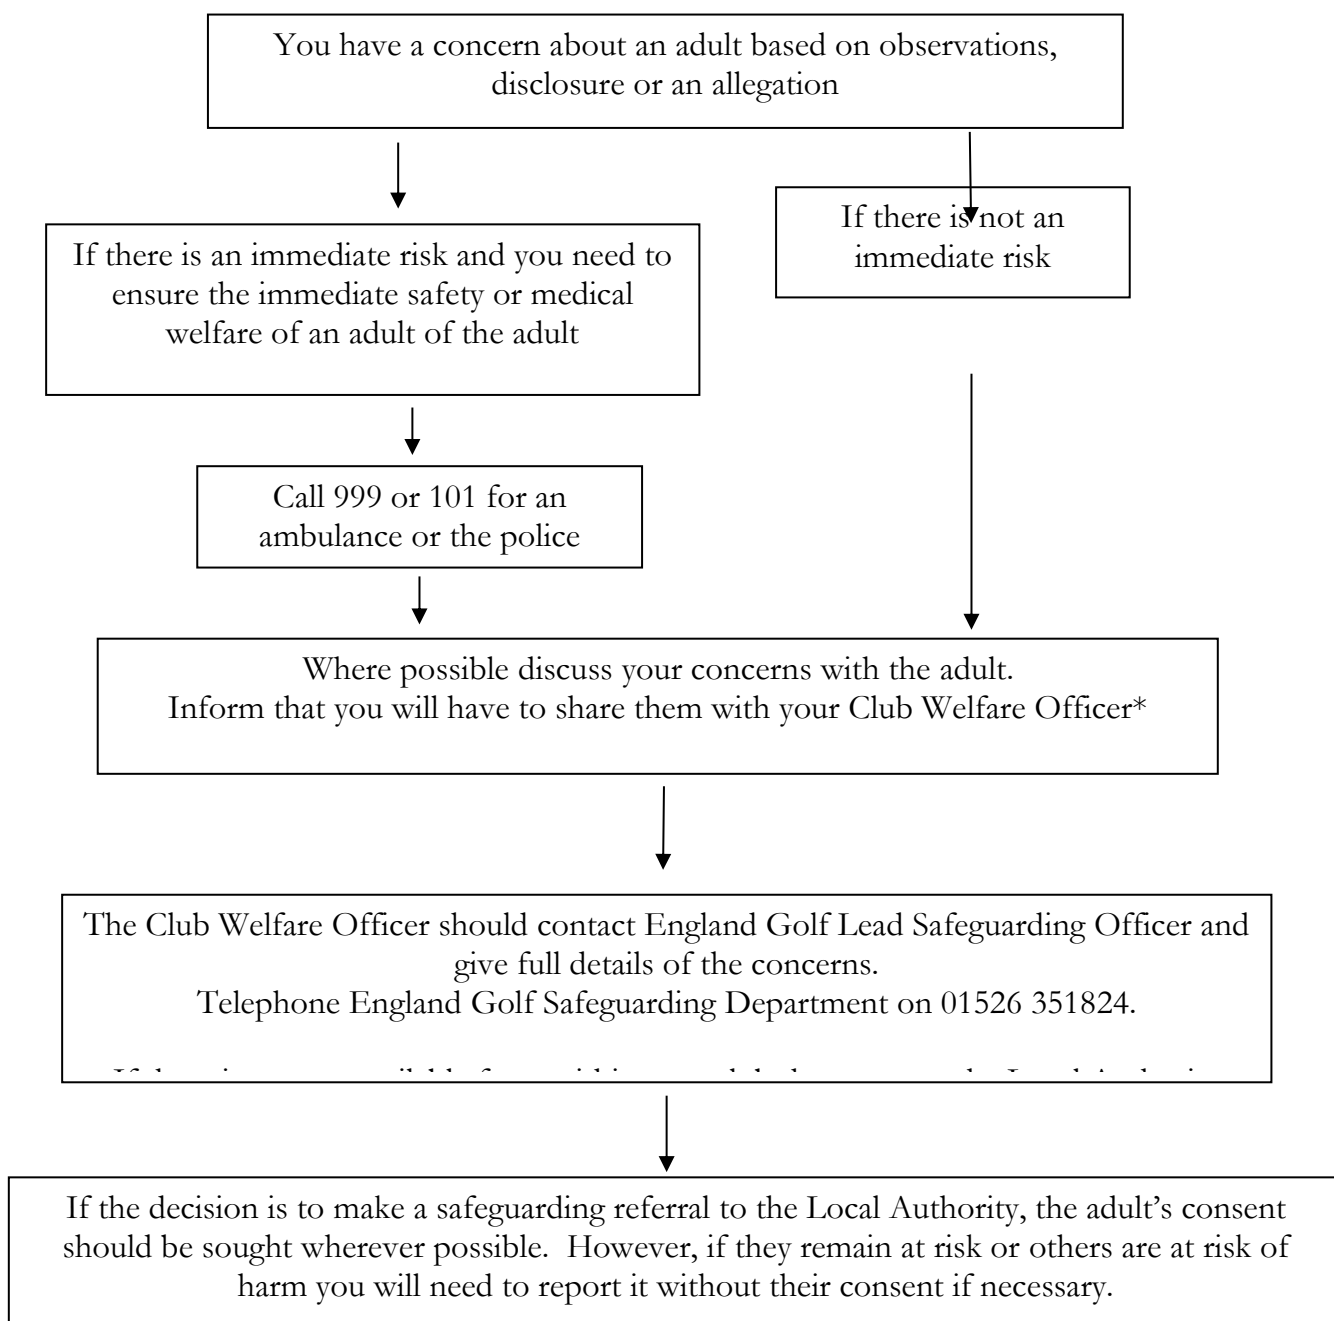 You have a concern about an adult based on observations,
disclosure or an allegation
If there is not an
immediate risk
If there is an immediate risk and you need to
ensure the immediate safety or medical
welfare of an adult of the adult
Call 999 or 101 for an
ambulance or the police
Where possible discuss your concerns with the adult.
Inform that you will have to share them with your Club Welfare Officer*
The Club Welfare Officer should contact England Golf Lead Safeguarding Officer and
give full details of the concerns.
Telephone England Golf Safeguarding Department on 01526 351824.
If the decision is to make a safeguarding referral to the Local Authority, the adult’s consent
should be sought wherever possible.  However, if they remain at risk or others are at risk of
harm you will need to report it without their consent if necessary.